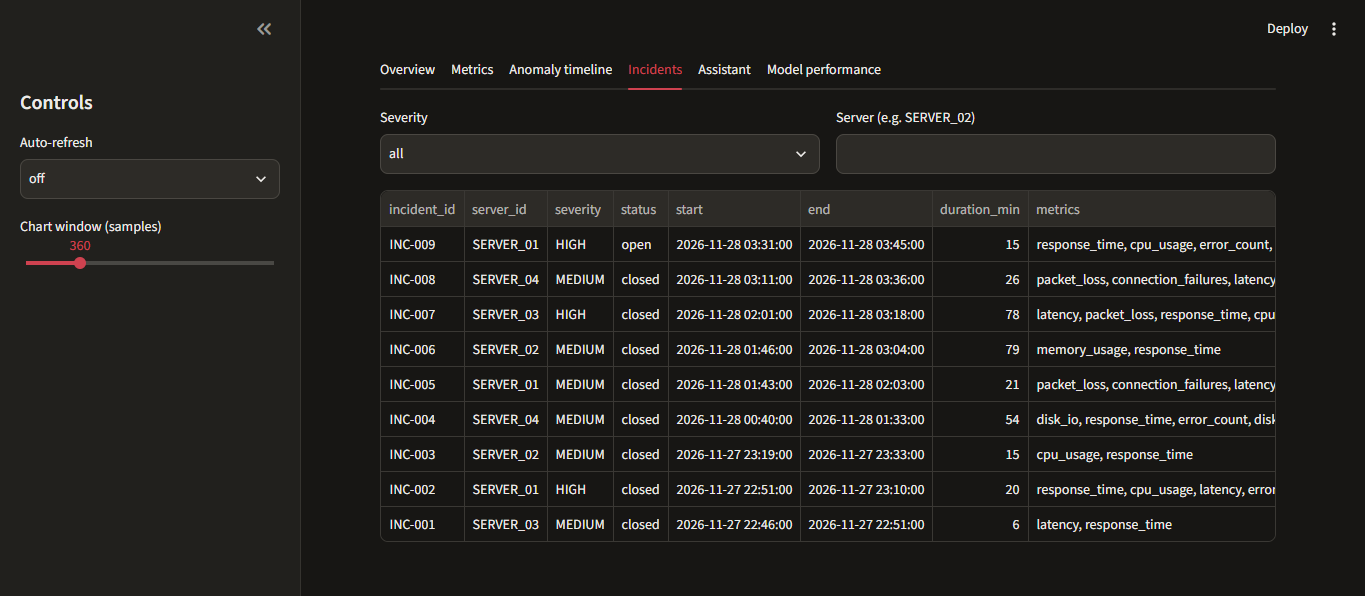 Deploy
Controls
Auto-refresh
off
Chart window (samples)
360
Overview Metrics Anomaly timeline Incidents Assistant Model performance
Severity Server (e.g. SERVER_02)
all
incident_id server_id severity status start end duration_min metrics
INC-009 SERVER_01 HIGH open 2026-11-28 03:31:00 2026-11-28 03:45:00 15 response_time, cpu_usage, error_count,
INC-008 SERVER_04 MEDIUM closed 2026-11-28 03:11:00 2026-11-28 03:36:00 26 packet_loss, connection_failures, latency
INC-007 SERVER_03 HIGH closed 2026-11-28 02:01:00 2026-11-28 03:18:00 78 latency, packet_loss, response_time, cpu
INC-006 SERVER_02 MEDIUM closed 2026-11-28 01:46:00 2026-11-28 03:04:00 79 memory_usage, response_time
INC-005 SERVER_01 MEDIUM closed 2026-11-28 01:43:00 2026-11-28 02:03:00 21 packet_loss, connection_failures, latency
INC-004 SERVER_04 MEDIUM closed 2026-11-28 00:40:00 2026-11-28 01:33:00 54 disk_io, response_time, error_count, disk
INC-003 SERVER_02 MEDIUM closed 2026-11-27 23:19:00 2026-11-27 23:33:00 15 cpu_usage, response_time
INC-002 SERVER_01 HIGH closed 2026-11-27 22:51:00 2026-11-27 23:10:00 20 response_time, cpu_usage, latency, error
INC-001 SERVER_03 MEDIUM closed 2026-11-27 22:46:00 2026-11-27 22:51:00 6 latency, response_time